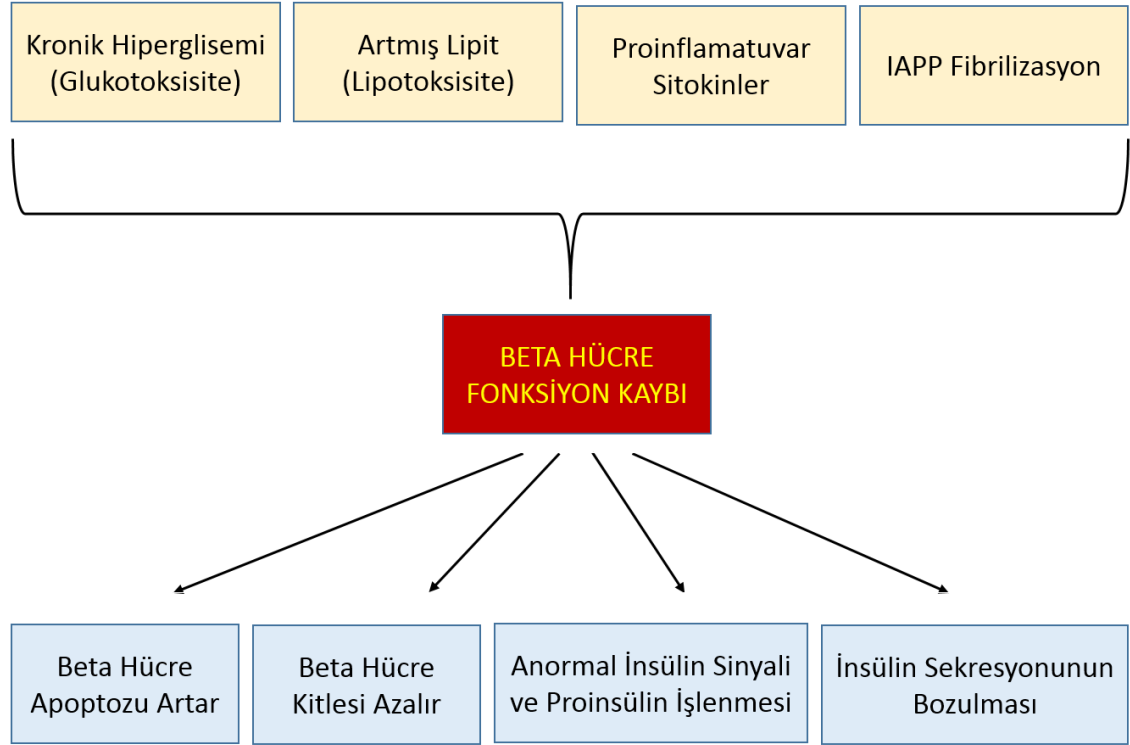 Kronik Hiperglisemi
(Glukotoksisite)
Artmış Lipit
(Lipotoksisite)
Proinflamatuvar
Sitokinler
IAPP Fibrilizasyon
BETA HÜCRE
FONKSİYON KAYBI
Beta Hücre
Apoptozu Artar
Beta Hücre
Kitlesi Azalır
Anormal İnsülin Sinyali
ve Proinsülin İşlenmesi
İnsülin Sekresyonunun
Bozulması